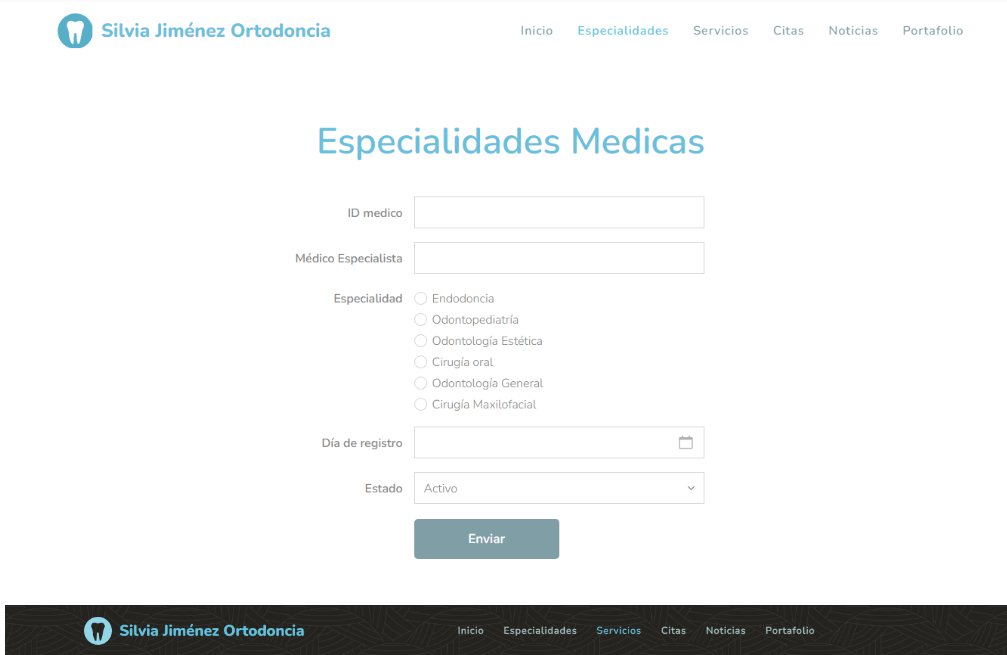 Silvia Jiménez Ortodoncia Inicio Especialidades Servicios Citas Noticias Portafolio
Especialidades Medicas
ID medico
Médico Especialista
Especialidad Endodoncia
Odontopediatría
Odontología Estética
Cirugía oral
Odontología General
Cirugía Maxilofacial
Día de registro
Estado Activo
Enviar
Silvia Jiménez Ortodoncia Inicio Especialidades Servicios Citas Noticias Portafolio